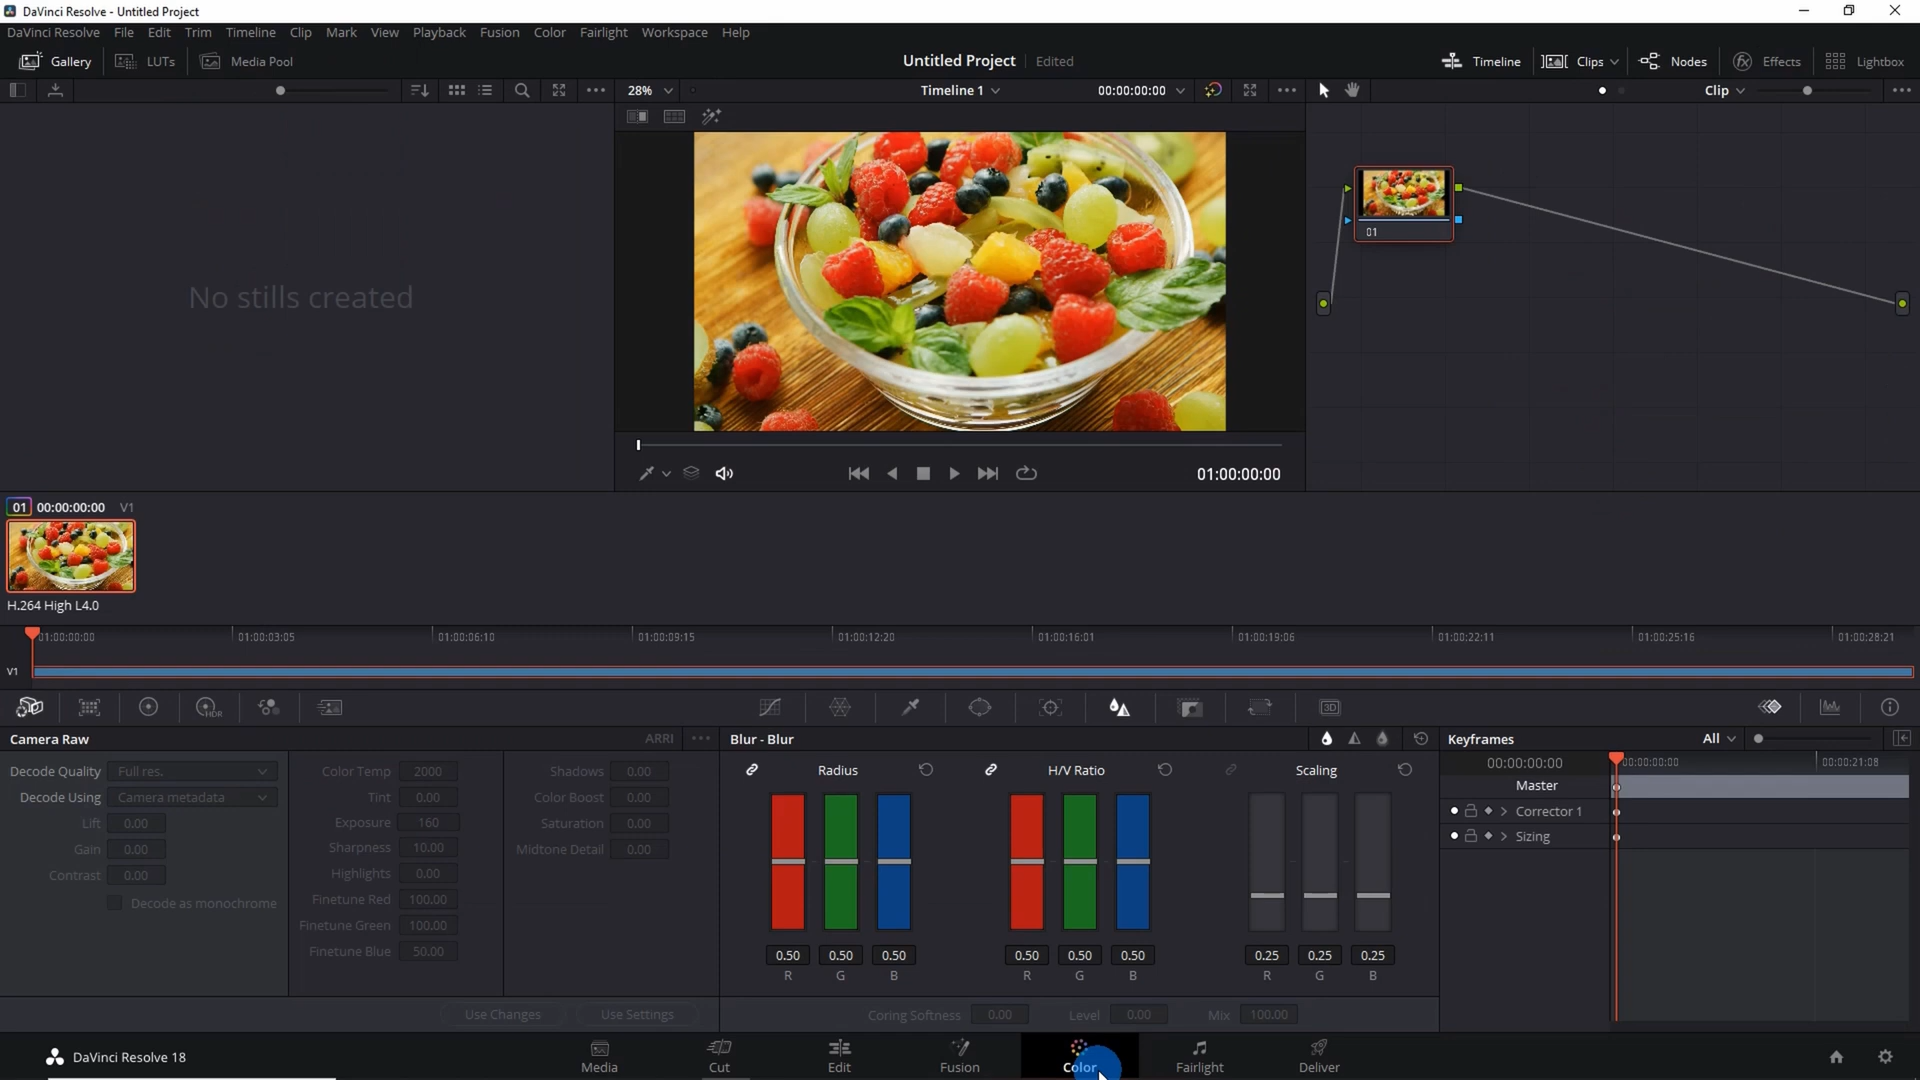 DaVinci Resolve - Untitled Project
DaVinci Resolve File Edit Trim Timeline Clip Mark View Playback Fusion Color Fairlight Workspace Help
Gallery LUTs Media Pool Untitled Project Edited Timeline Clips Nodes Effects Lightbox
28% Timeline 1 00:00:00:00 Clip
No stills created
01
01:00:00:00
01 00:00:00:00 V1
H.264 High L4.0
01:00:00:00 01:00:03:05 01:00:06:10 01:00:09:15 01:00:12:20 01:00:16:01 01:00:19:06 01:00:22:11 01:00:25:16 01:00:28:21
V1
HDR 3D
Camera Raw ARRI Blur - Blur Keyframes All
Decode Quality Full res. Color Temp 2000 Shadows 0.00 Radius H/V Ratio Scaling 00:00:00:00 00:00:00:00 00:00:21:08
Decode Using Camera metadata Tint 0.00 Color Boost 0.00 Master
Lift 0.00 Exposure 160 Saturation 0.00 Corrector 1
Gain 0.00 Sharpness 10.00 Midtone Detail 0.00 Sizing
Contrast 0.00 Highlights 0.00
Decode as monochrome Finetune Red 100.00
Finetune Green 100.00
Finetune Blue 50.00 0.50 0.50 0.50 0.50 0.50 0.50 0.25 0.25 0.25
R G B R G B R G B
Use Changes Use Settings Coring Softness 0.00 Level 0.00 Mix 100.00
DaVinci Resolve 18 Media Cut Edit Fusion Color Fairlight Deliver